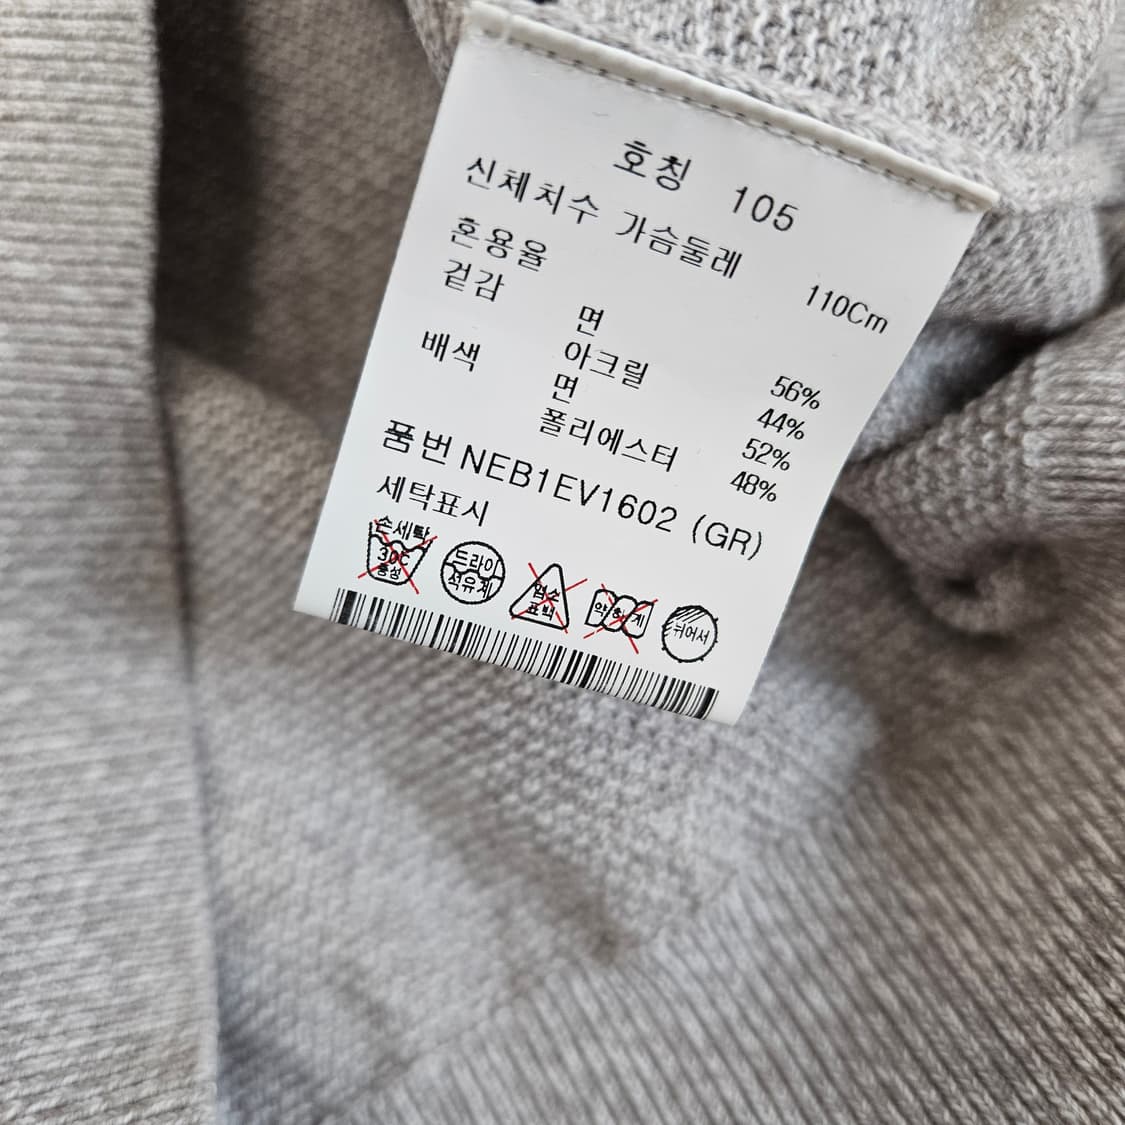 호칭 105
신체치수 가슴둘레 110Cm
혼용율
겉감 면 56%
아크릴 44%
배색 면 52%
폴리에스터 48%
품번 NEB1EV1602 (GR)
세탁표시
손세탁 30℃ 중성
드라이 석유계
염소 표백
약하게
뉘어서